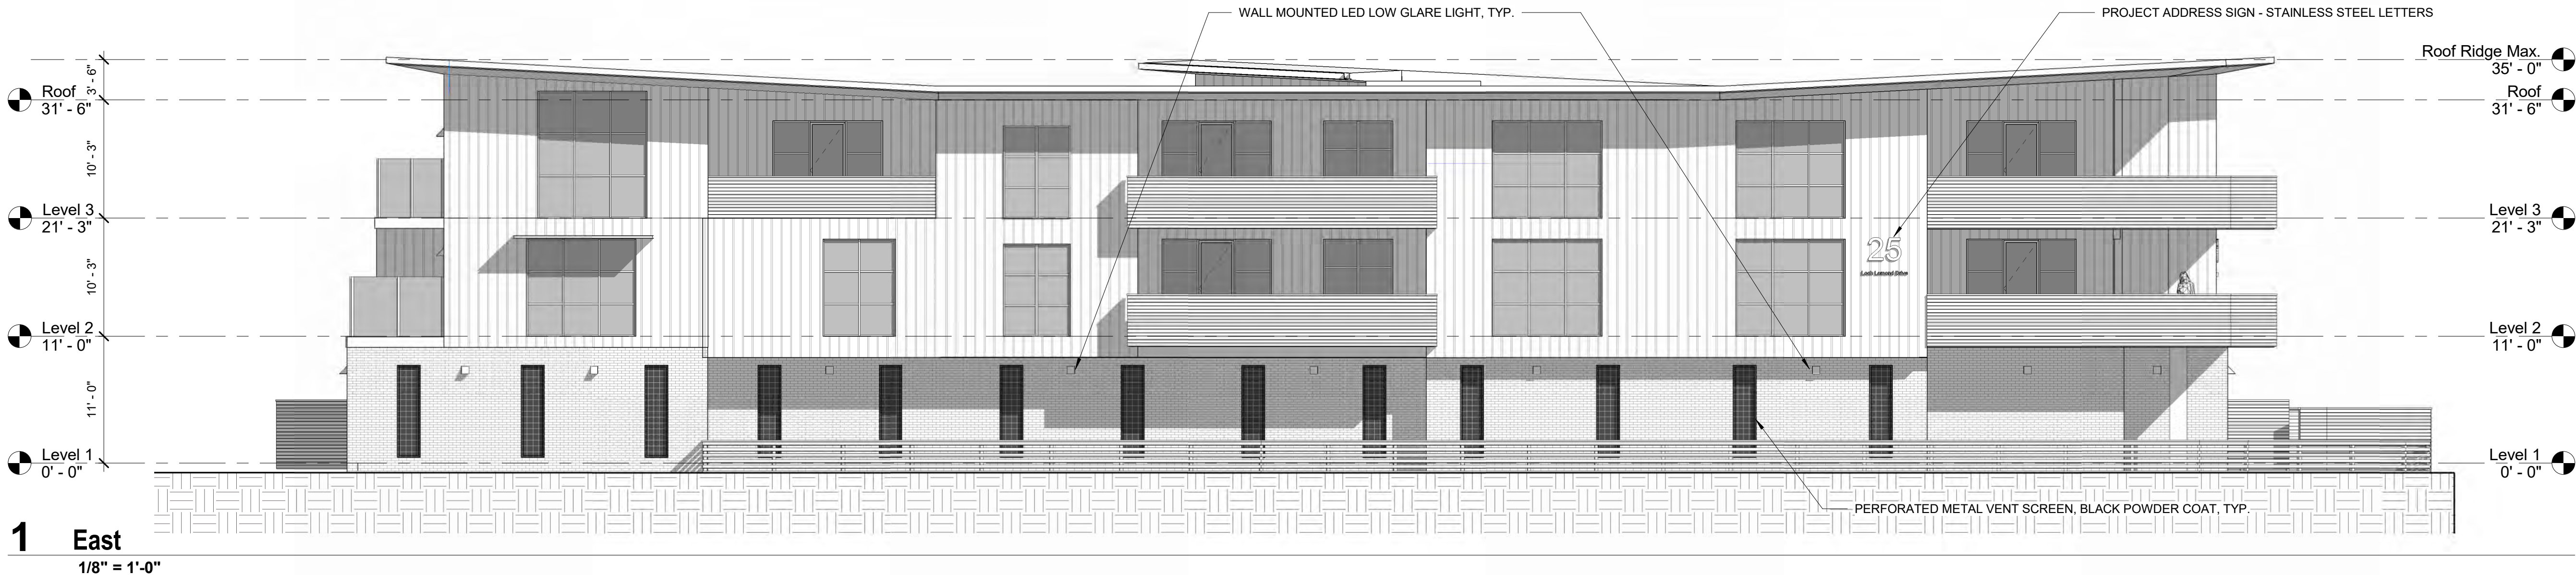 WALL MOUNTED LED LOW GLARE LIGHT, TYP.
PROJECT ADDRESS SIGN - STAINLESS STEEL LETTERS
Roof Ridge Max.
35' - 0"
3' - 6"
Roof
31' - 6"
Roof
31' - 6"
10' - 3"
Level 3
21' - 3"
Level 3
21' - 3"
25
Loch Lomond Drive
10' - 3"
Level 2
11' - 0"
Level 2
11' - 0"
11' - 0"
Level 1
0' - 0"
Level 1
0' - 0"
PERFORATED METAL VENT SCREEN, BLACK POWDER COAT, TYP.
1 East
1/8" = 1'-0"